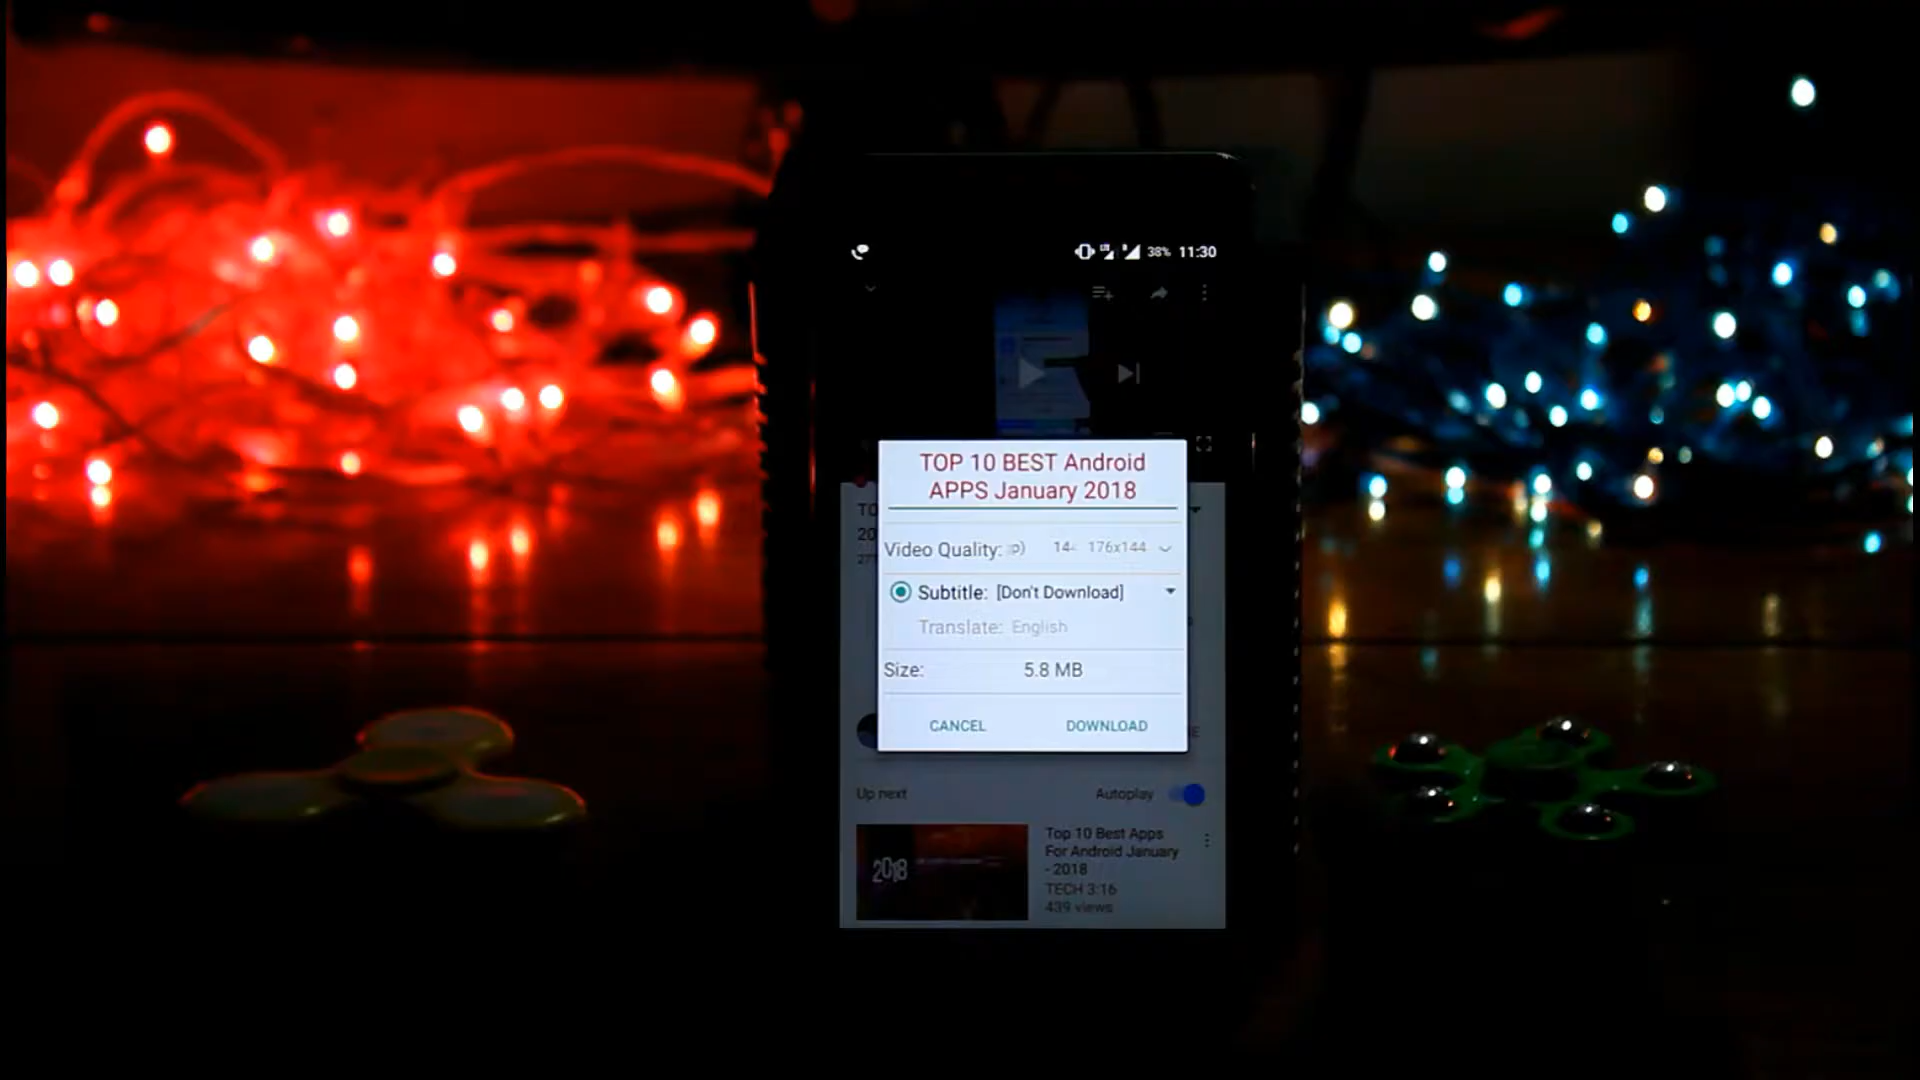 38% 11:30
TOP 10 BEST Android
APPS January 2018
Video Quality: p) 144 176x144
Subtitle: [Don't Download]
Translate: English
Size: 5.8 MB
CANCEL DOWNLOAD
Up next Autoplay
2018
Top 10 Best Apps
For Android January
- 2018
TECH 3:16
439 views